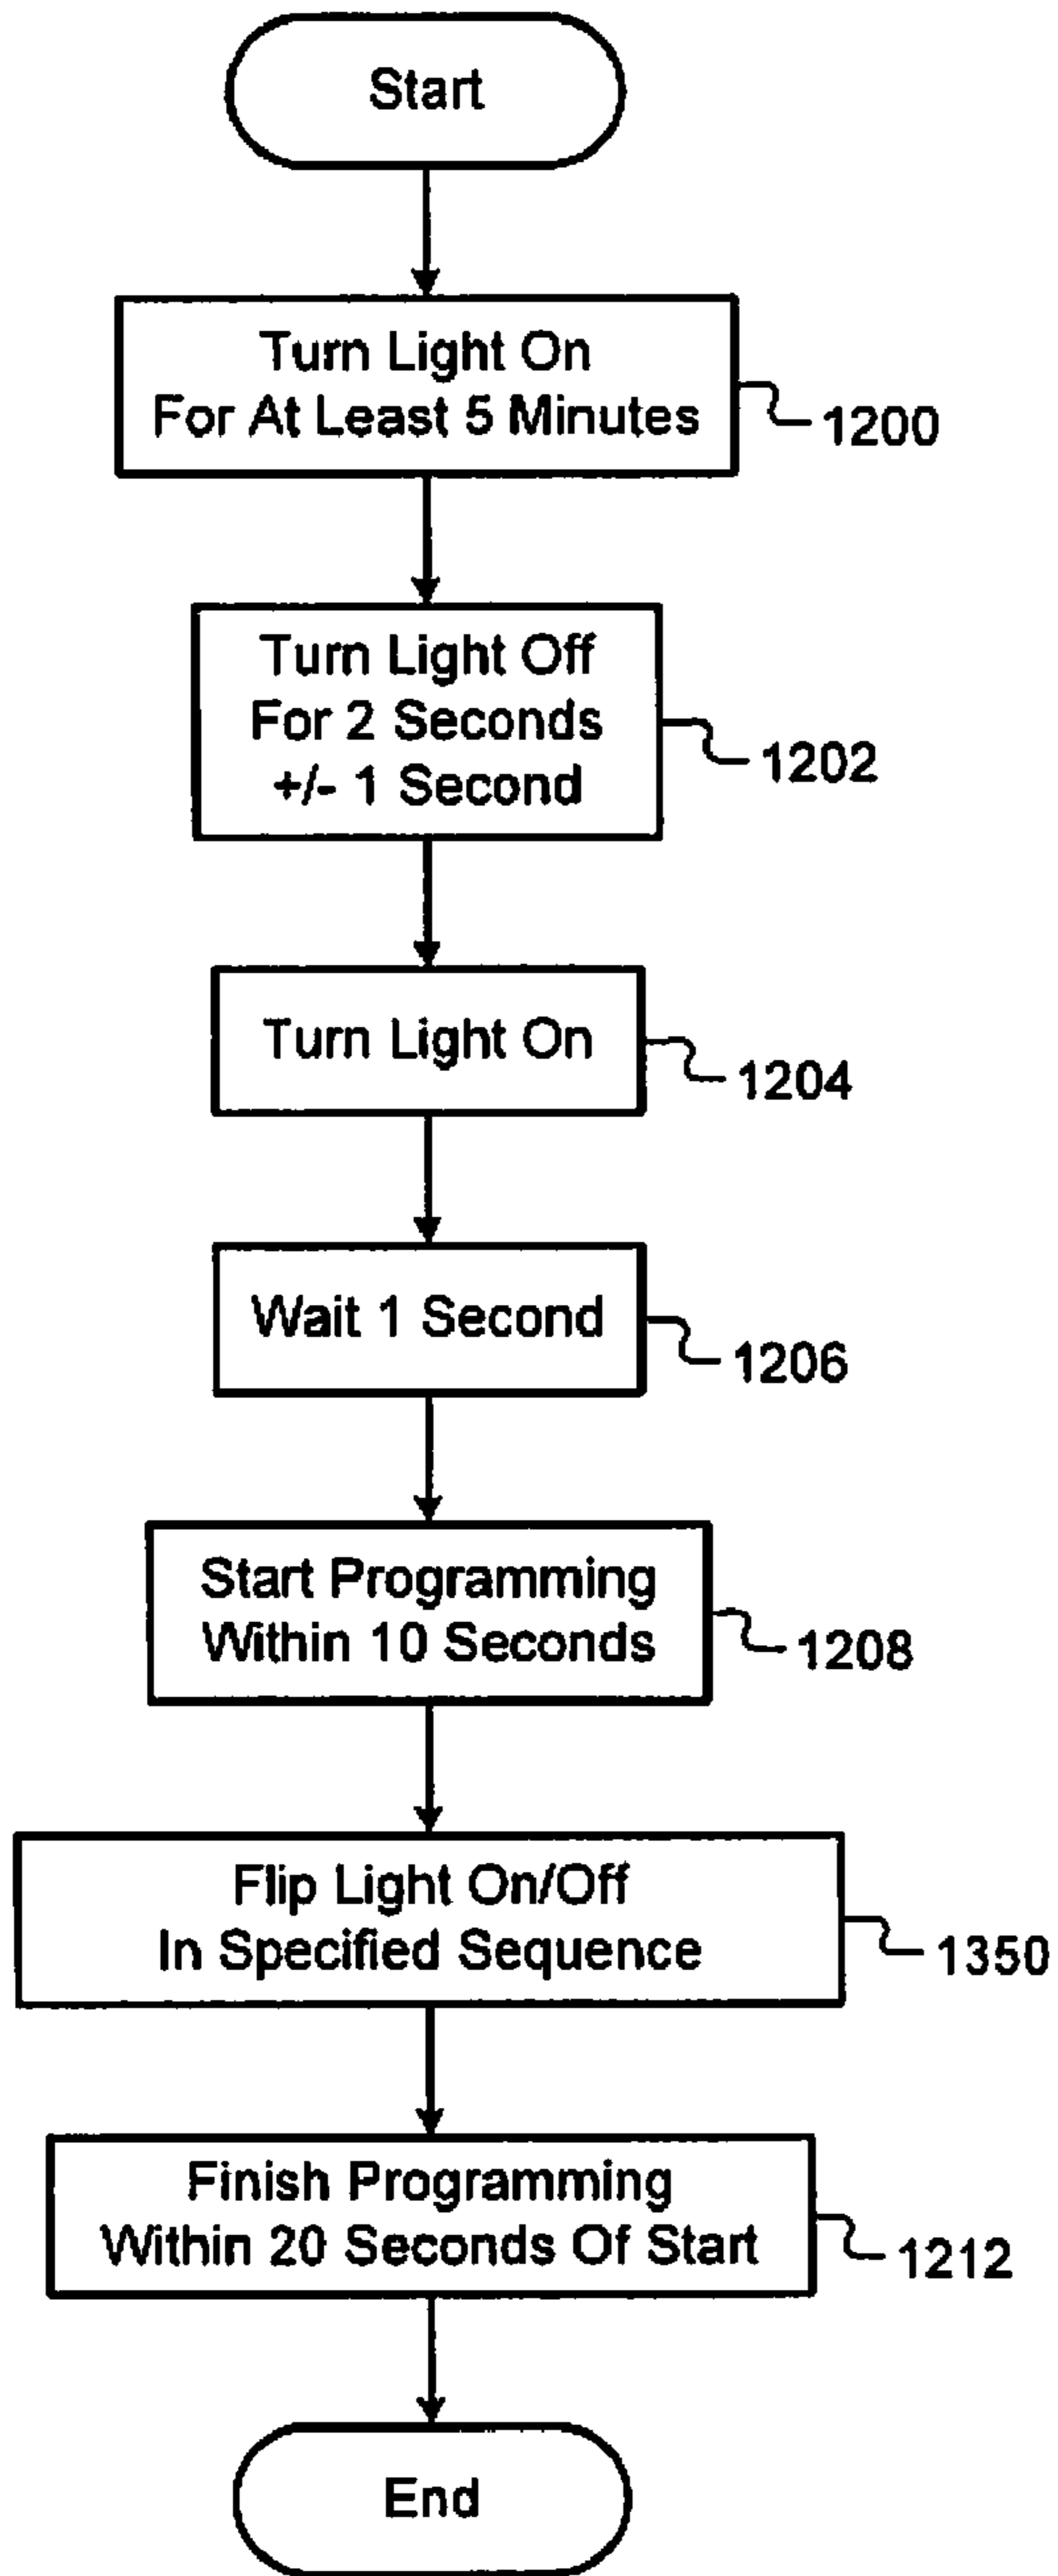 Start
Turn Light On
For At Least 5 Minutes
1200
Turn Light Off
For 2 Seconds
+/- 1 Second
1202
Turn Light On
1204
Wait 1 Second
1206
Start Programming
Within 10 Seconds
1208
Flip Light On/Off
In Specified Sequence
1350
Finish Programming
Within 20 Seconds Of Start
1212
End